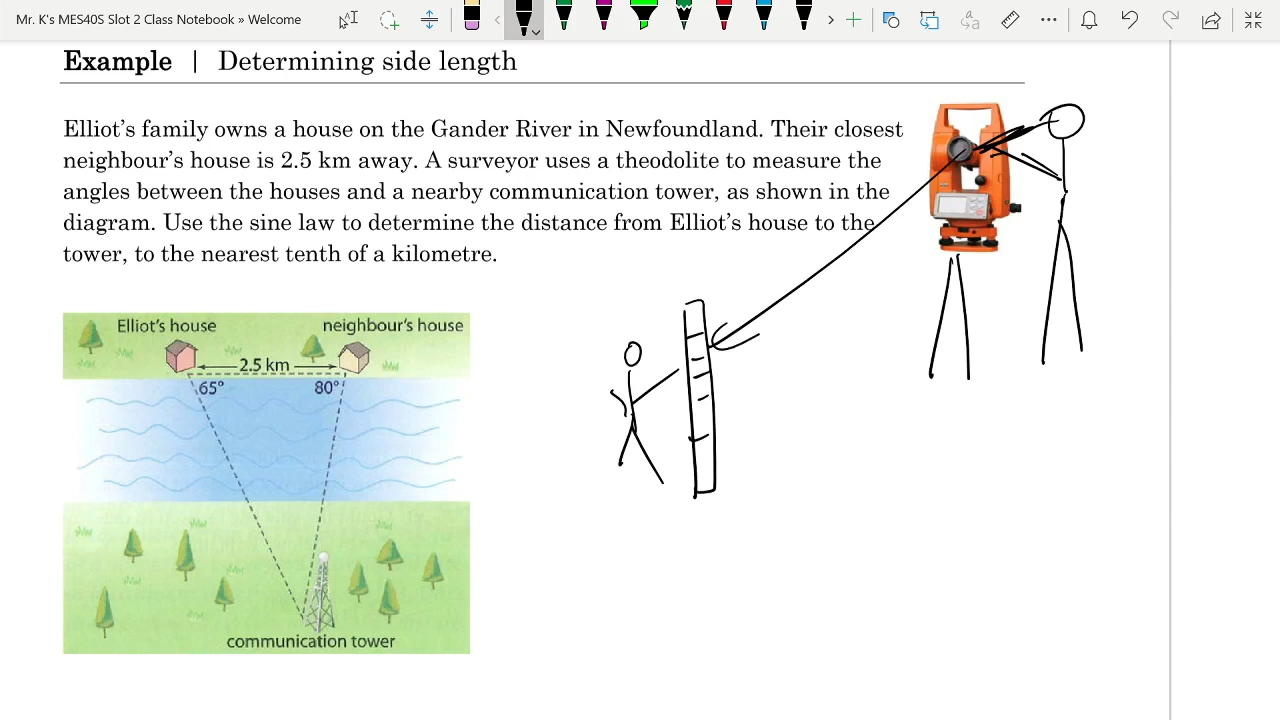 Mr. K's MES40S Slot 2 Class Notebook » Welcome
Example | Determining side length
Elliot's family owns a house on the Gander River in Newfoundland. Their closest
neighbour's house is 2.5 km away. A surveyor uses a theodolite to measure the
angles between the houses and a nearby communication tower, as shown in the
diagram. Use the sine law to determine the distance from Elliot's house to the
tower, to the nearest tenth of a kilometre.
Elliot's house neighbour's house
2.5 km
65° 80°
communication tower